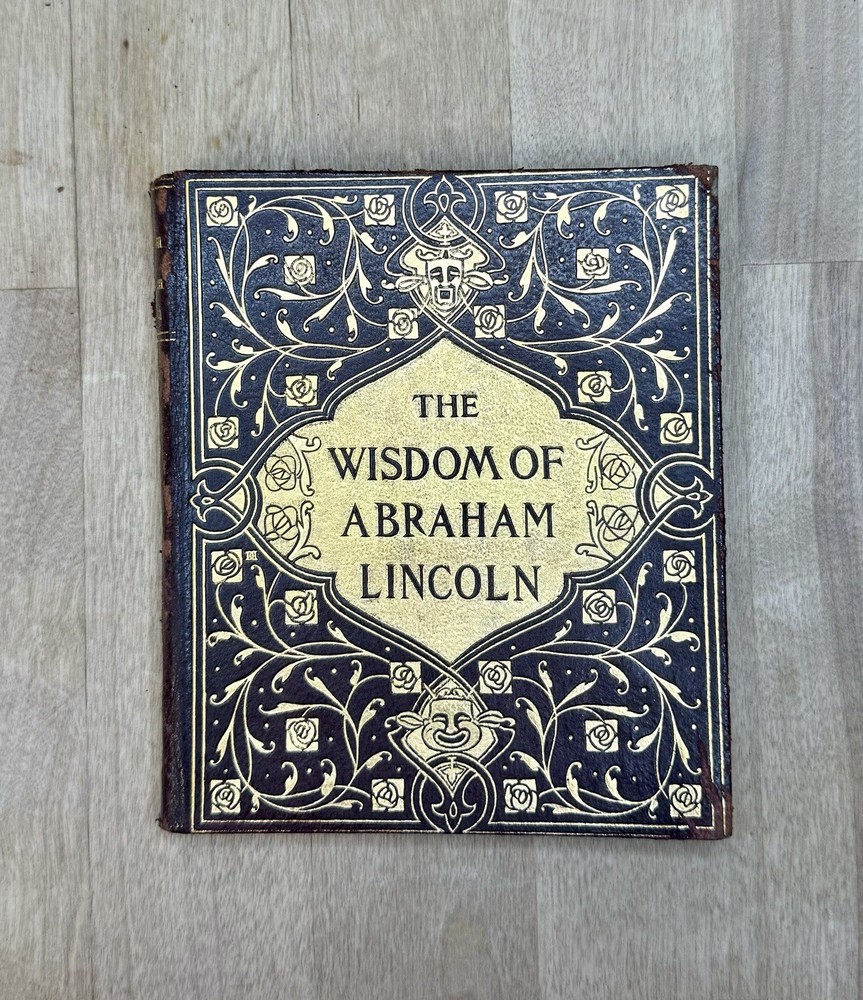 THE
WISDOM OF
ABRAHAM
LINCOLN